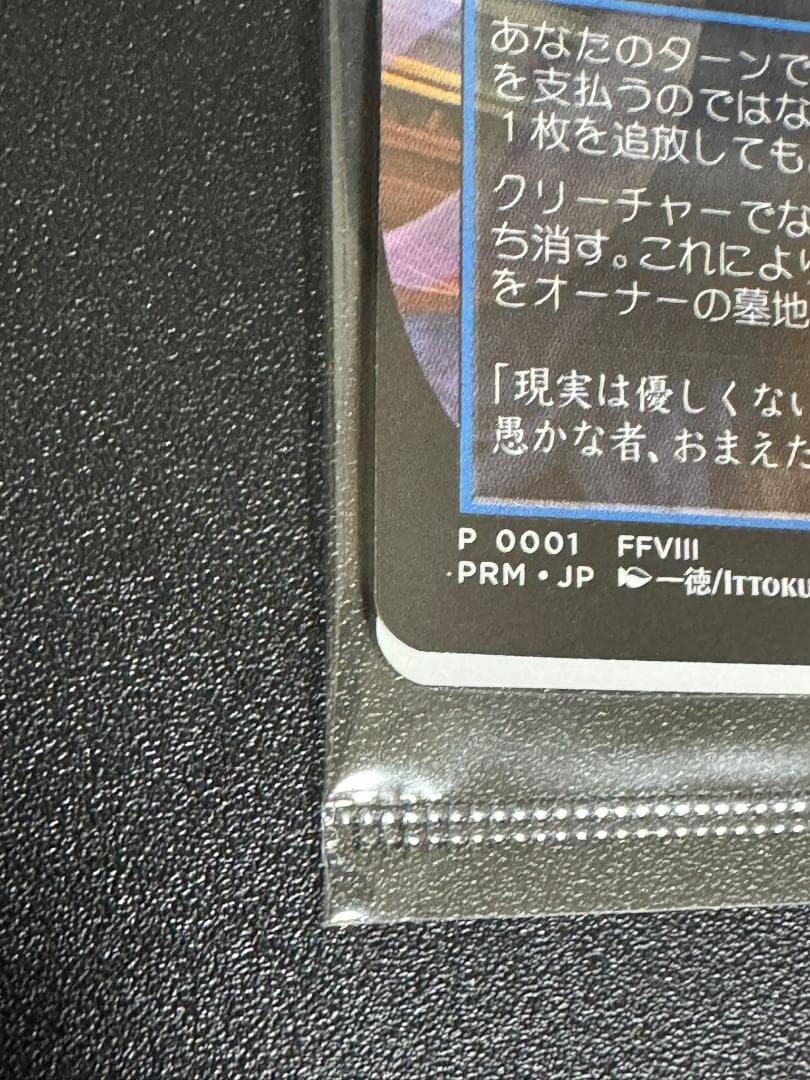 あなたのターンで
を支払うのではな
1枚を追放しても
クリーチャーでな
ち消す。これにより
をオーナーの墓地
「現実は優しくない
愚かな者、おまえた
P 0001 FFVIII
PRM・JP 一徳/ITTOKU